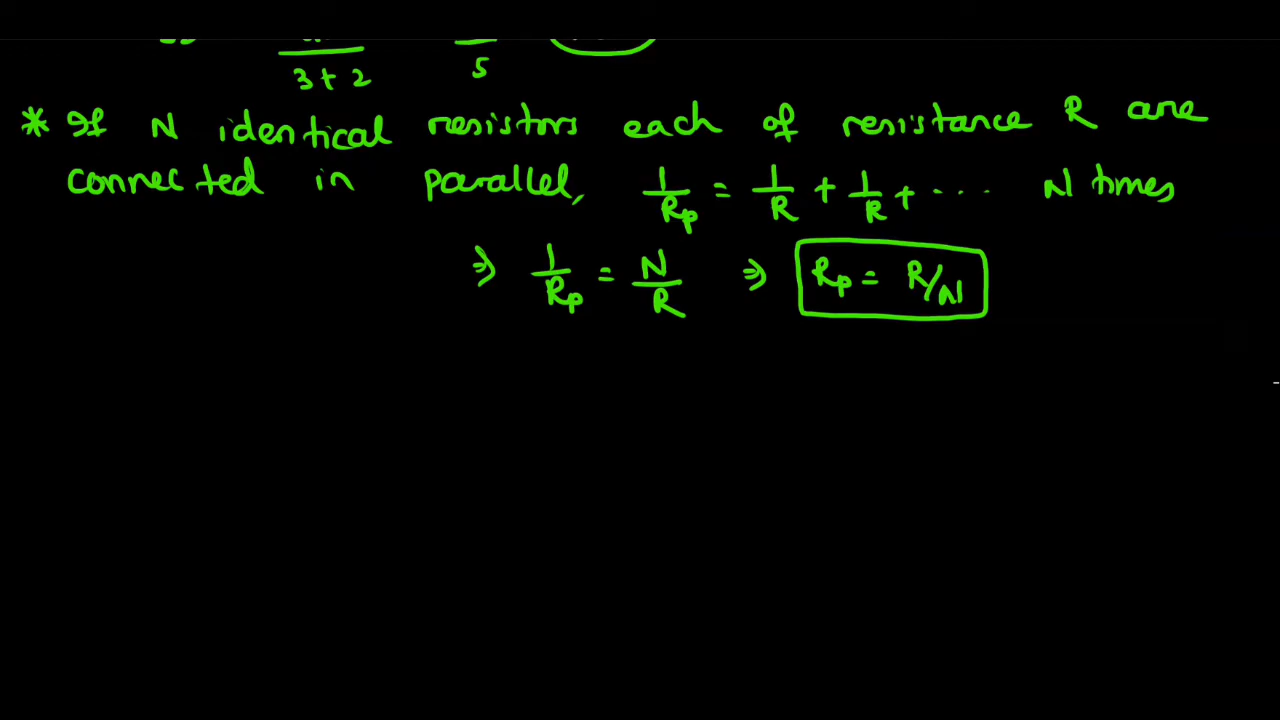 3+2 5
* If N identical resistors each of resistance R are
connected in parallel, 1/Rp = 1/R + 1/R + ... N times
⇒ 1/Rp = N/R ⇒ Rp = R/N